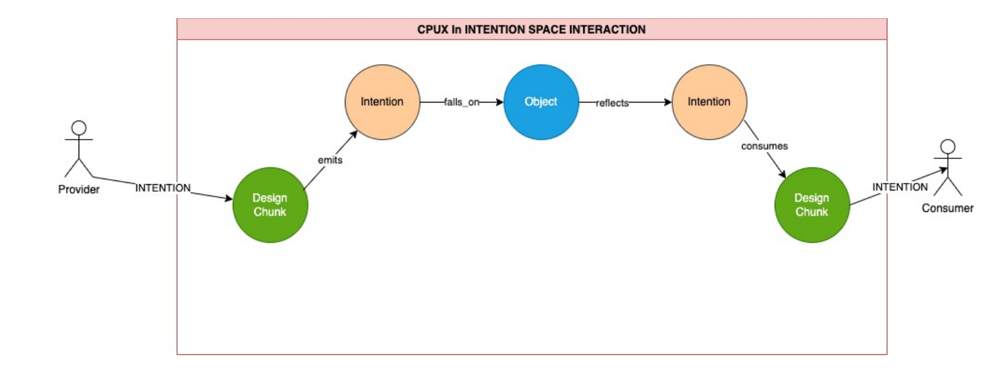 CPUX In INTENTION SPACE INTERACTION
Intention
falls_on
Object
reflects
Intention
emits
consumes
Provider
INTENTION
Design
Chunk
Design
Chunk
INTENTION
Consumer